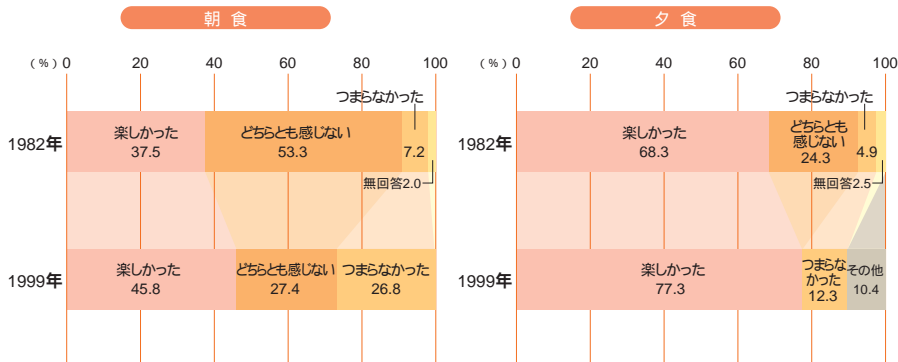 朝食
(%) 0 20 40 60 80 100
つまらなかった
1982年
楽しかった
37.5
どちらとも感じない
53.3
7.2
無回答2.0
1999年
楽しかった
45.8
どちらとも感じない
27.4
つまらなかった
26.8
夕食
(%) 0 20 40 60 80 100
つまらなかった
1982年
楽しかった
68.3
どちらとも
感じない
24.3
4.9
無回答2.5
1999年
楽しかった
77.3
つまらな
かった
12.3
その他
10.4